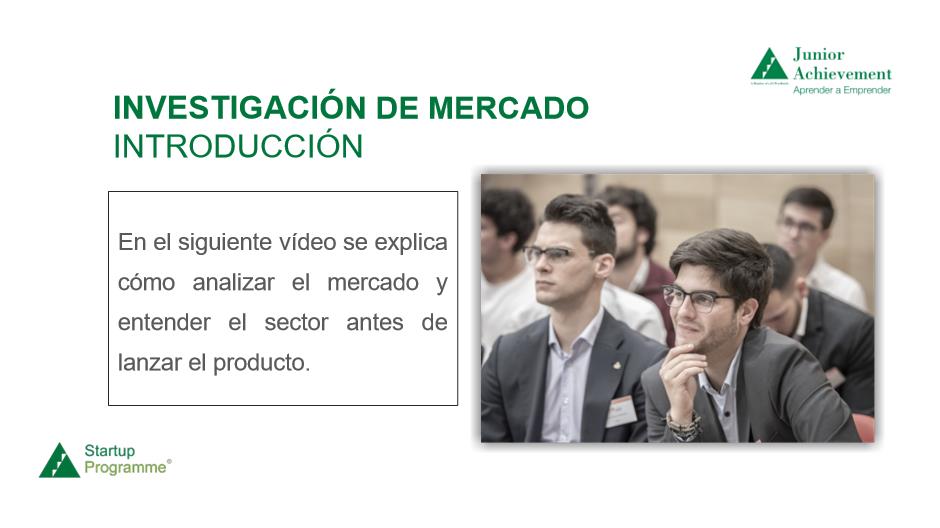 Junior
Achievement
Aprender a Emprender
INVESTIGACIÓN DE MERCADO
INTRODUCCIÓN
En el siguiente vídeo se explica
cómo analizar el mercado y
entender el sector antes de
lanzar el producto.
Startup
Programme®